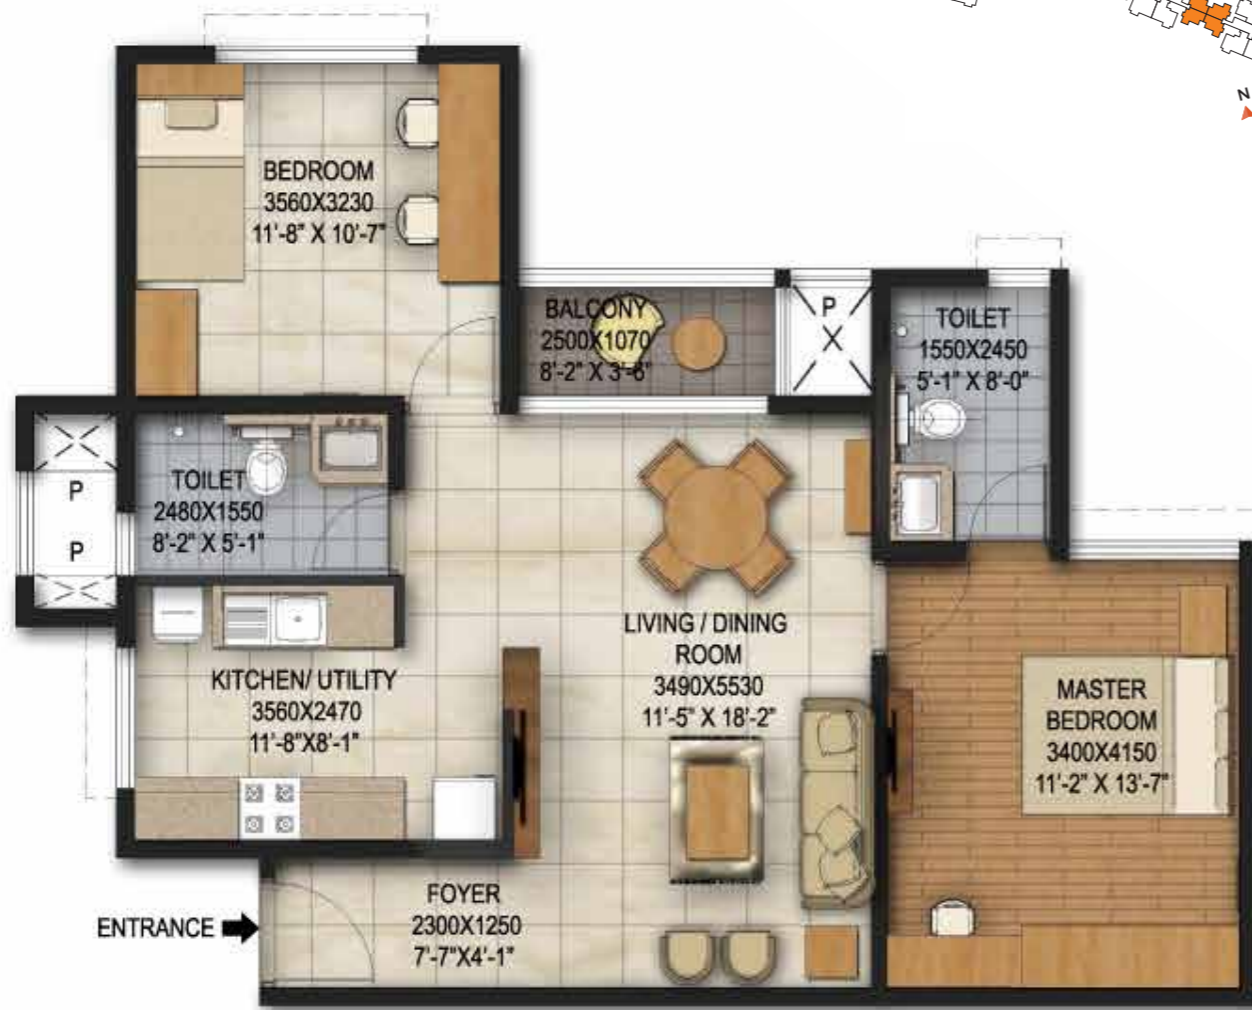 N
BEDROOM
3560X3230
11'-8" X 10'-7"
BALCONY
2500X1070
8'-2" X 3'-6"
P
TOILET
1550X2450
5'-1" X 8'-0"
P
P
TOILET
2480X1550
8'-2" X 5'-1"
LIVING / DINING
ROOM
3490X5530
11'-5" X 18'-2"
KITCHEN/ UTILITY
3560X2470
11'-8"X8'-1"
MASTER
BEDROOM
3400X4150
11'-2" X 13'-7"
FOYER
2300X1250
7'-7"X4'-1"
ENTRANCE